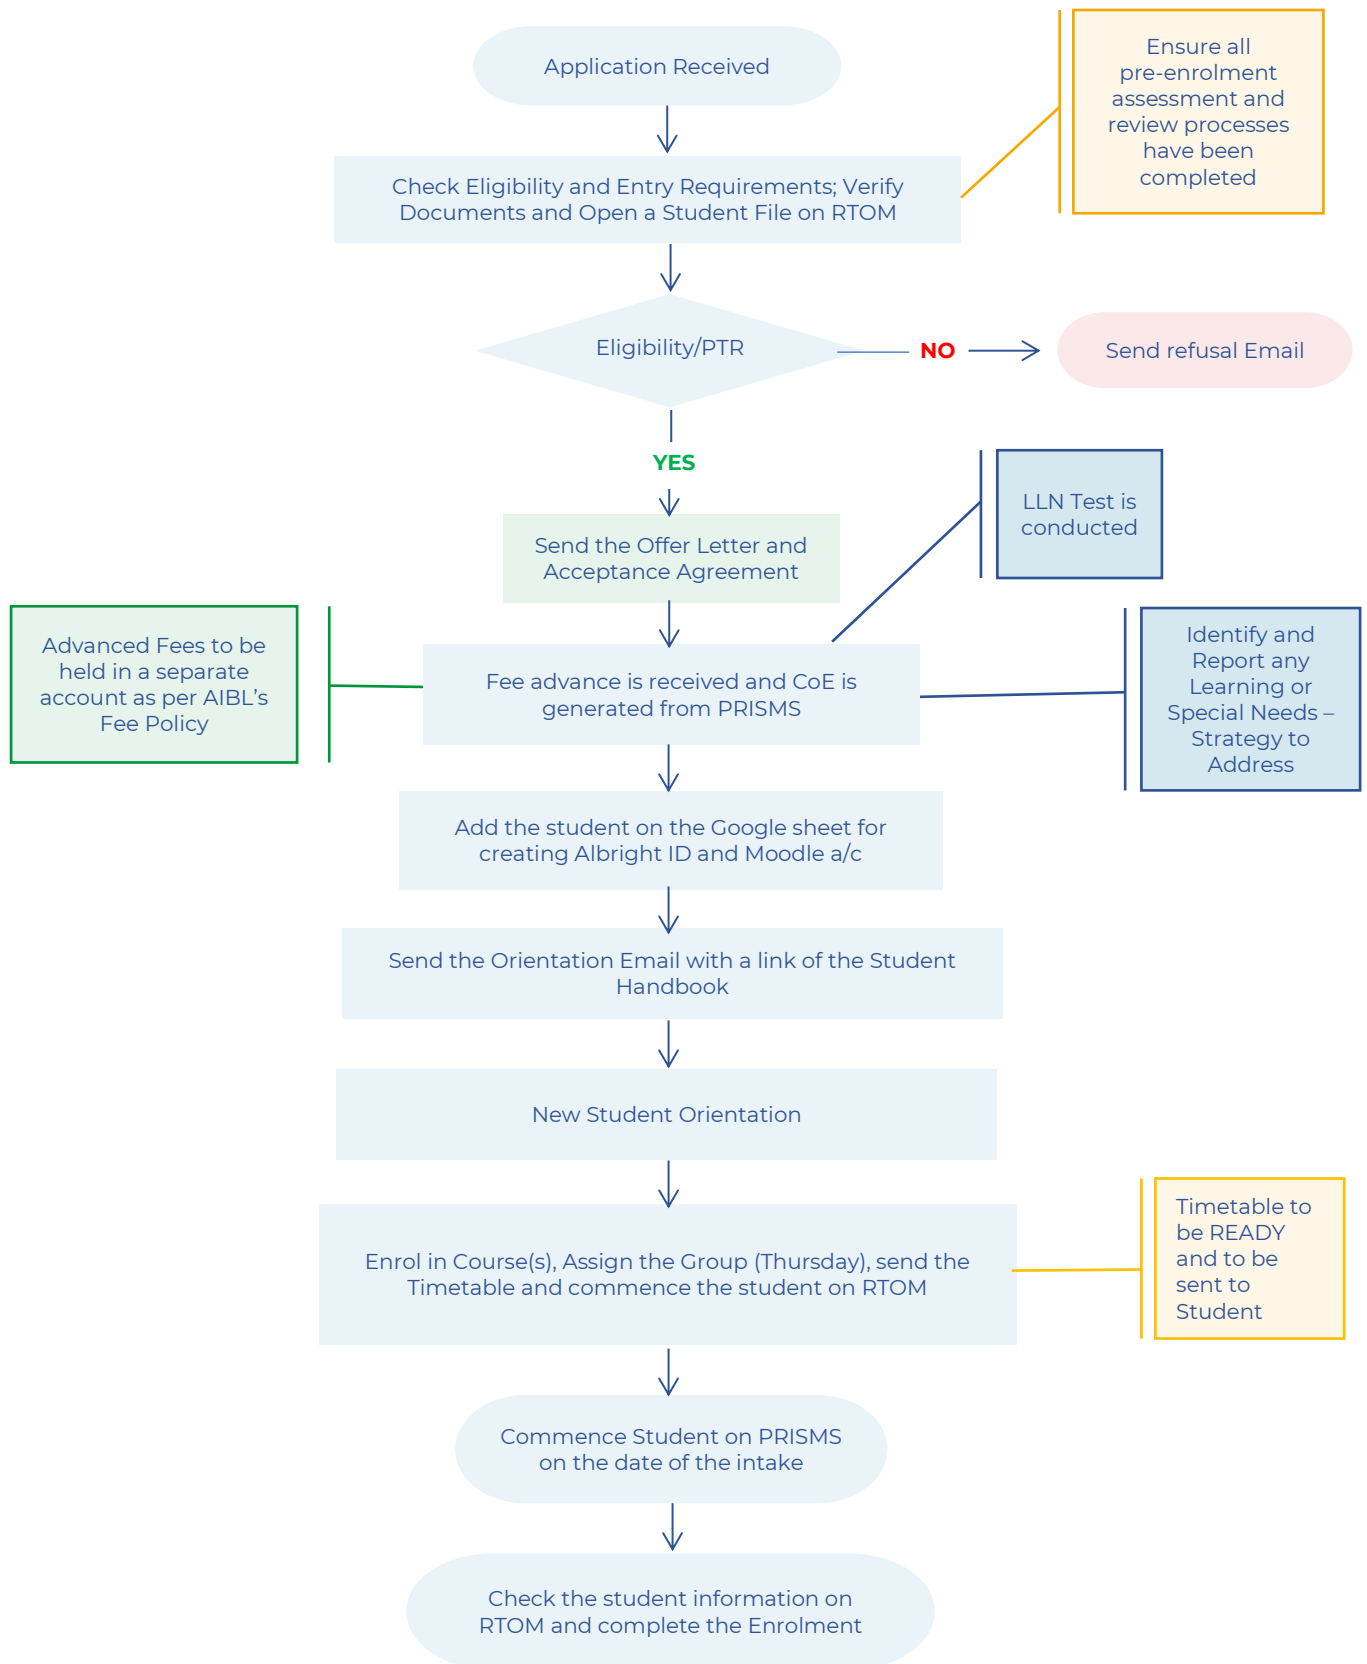 Application Received
Ensure all
pre-enrolment
assessment and
review processes
have been
completed
Check Eligibility and Entry Requirements; Verify
Documents and Open a Student File on RTOM
Eligibility/PTR
NO
Send refusal Email
YES
LLN Test is
conducted
Send the Offer Letter and
Acceptance Agreement
Advanced Fees to be
held in a separate
account as per AIBL’s
Fee Policy
Fee advance is received and CoE is
generated from PRISMS
Identify and
Report any
Learning or
Special Needs –
Strategy to
Address
Add the student on the Google sheet for
creating Albright ID and Moodle a/c
Send the Orientation Email with a link of the Student
Handbook
New Student Orientation
Enrol in Course(s), Assign the Group (Thursday), send the
Timetable and commence the student on RTOM
Timetable to
be READY
and to be
sent to
Student
Commence Student on PRISMS
on the date of the intake
Check the student information on
RTOM and complete the Enrolment